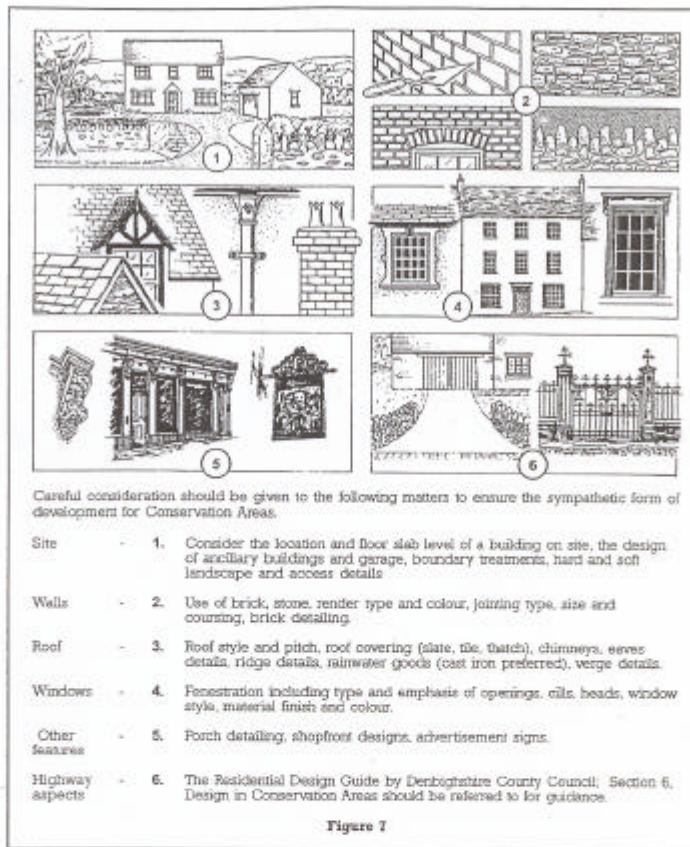 1
2
3
4
5
6
Careful consideration should be given to the following matters to ensure the sympathetic form of
development for Conservation Areas.
Site - 1. Consider the location and floor slab level of a building on site, the design
of ancillary buildings and garage, boundary treatments, hard and soft
landscape and access details
Walls - 2. Use of brick, stone, render type and colour, jointing type, size and
coursing, brick detailing.
Roof - 3. Roof style and pitch, roof covering (slate, tile, thatch), chimneys, eaves
details, ridge details, rainwater goods (cast iron preferred), verge details.
Windows - 4. Fenestration including type and emphasis of openings, cills, heads, window
style, material finish and colour.
Other - 5. Porch detailing, shopfront designs, advertisement signs.
features
Highway - 6. The Residential Design Guide by Denbighshire County Council; Section 6,
aspects Design in Conservation Areas should be referred to for guidance.
Figure 7